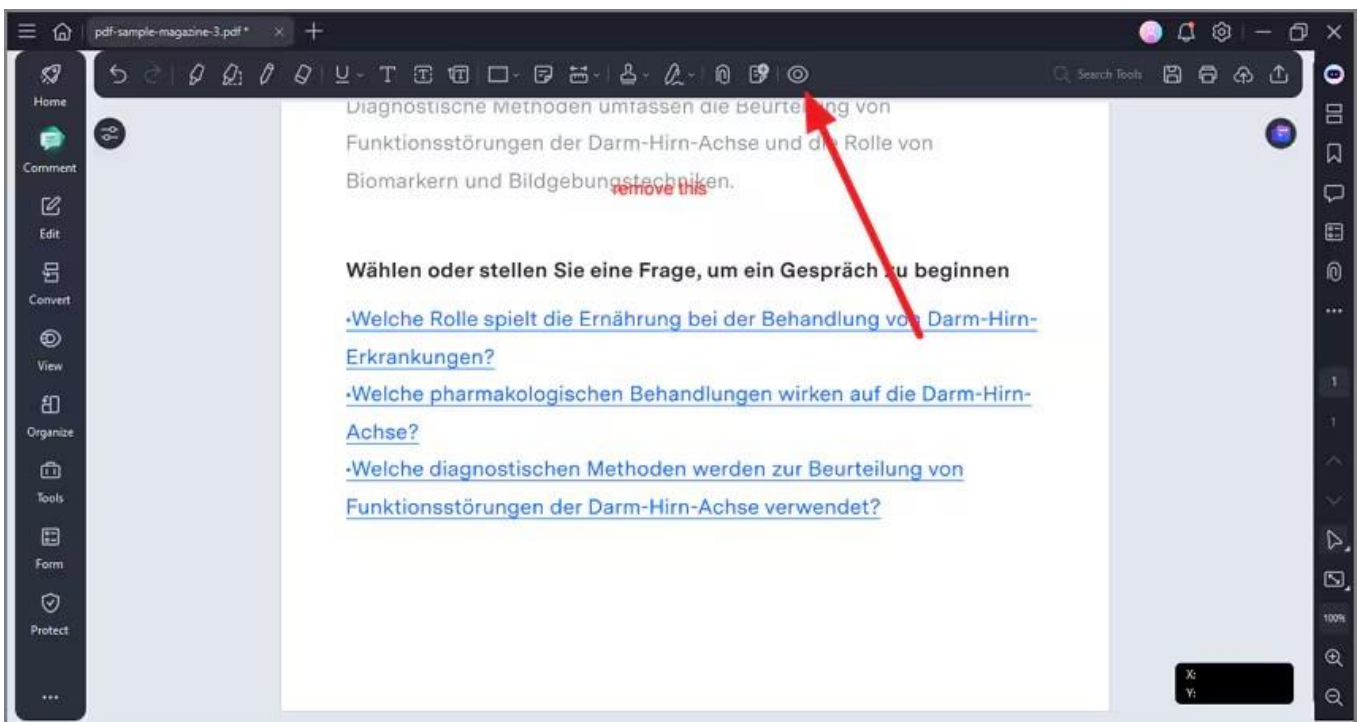 pdf-sample-magazine-3.pdf *
Search Tools
Home
Comment
Edit
Convert
View
Organize
Tools
Form
Protect
Diagnostische Methoden umfassen die Beurteilung von
Funktionsstörungen der Darm-Hirn-Achse und die Rolle von
Biomarkern und Bildgebungstechniken.
remove this
Wählen oder stellen Sie eine Frage, um ein Gespräch zu beginnen
•Welche Rolle spielt die Ernährung bei der Behandlung von Darm-Hirn-
Erkrankungen?
•Welche pharmakologischen Behandlungen wirken auf die Darm-Hirn-
Achse?
•Welche diagnostischen Methoden werden zur Beurteilung von
Funktionsstörungen der Darm-Hirn-Achse verwendet?
1
1
100%
X:
Y: